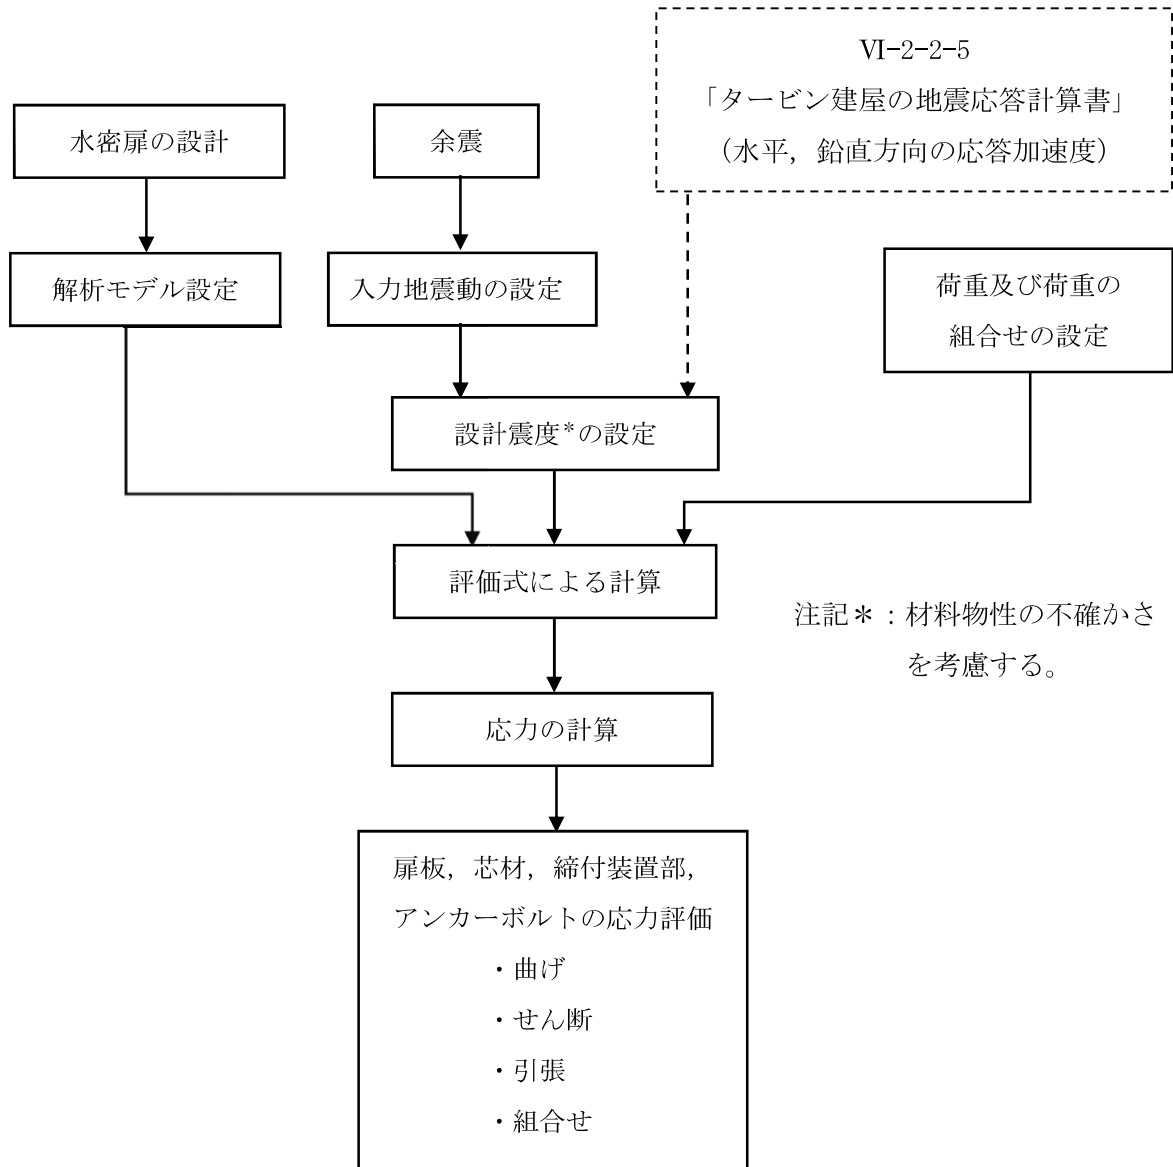 Ⅵ-2-2-5
「タービン建屋の地震応答計算書」
（水平，鉛直方向の応答加速度）
水密扉の設計
余震
解析モデル設定
入力地震動の設定
荷重及び荷重の
組合せの設定
設計震度*の設定
評価式による計算
注記＊：材料物性の不確かさ
を考慮する。
応力の計算
扉板，芯材，締付装置部，
アンカーボルトの応力評価
・曲げ
・せん断
・引張
・組合せ